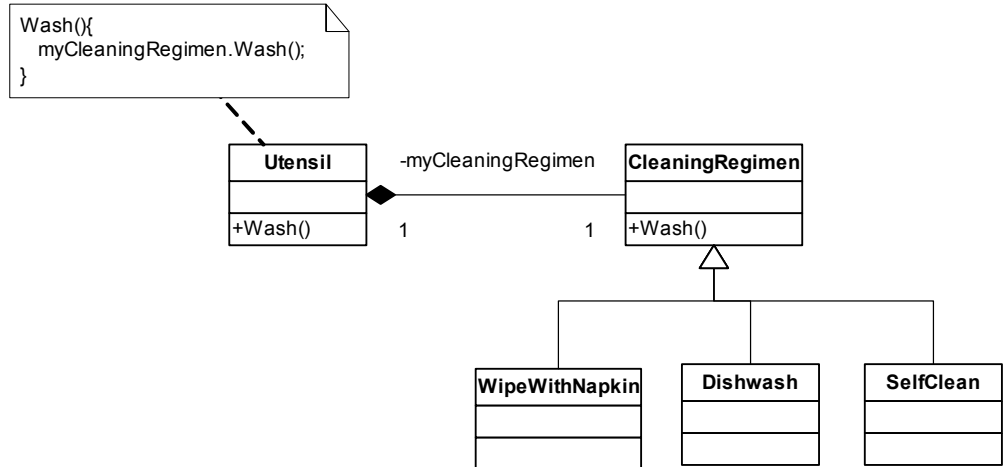 Wash(){
myCleaningRegimen.Wash();
}
Utensil
-myCleaningRegimen
CleaningRegimen
+Wash()
1
1
+Wash()
WipeWithNapkin
Dishwash
SelfClean